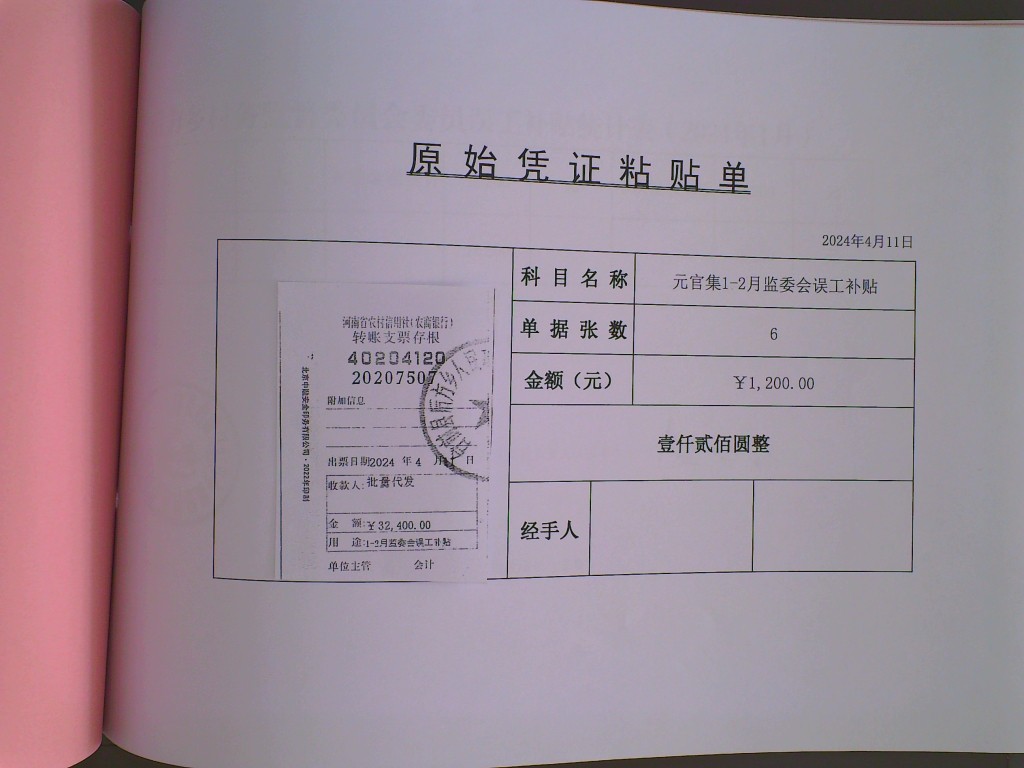 原始凭证粘贴单
2024年4月11日
科目名称 元官集1-2月监委会误工补贴
单据张数 6
金额（元） ￥1,200.00
壹仟贰佰圆整
经手人
河南省农村信用社(农商银行)
转账支票存根
40204120
20207507
附加信息
出票日期2024 年 4 月 日
收款人:批量代发
金 额:￥32,400.00
用 途:1-2月监委会误工补贴
单位主管 会计